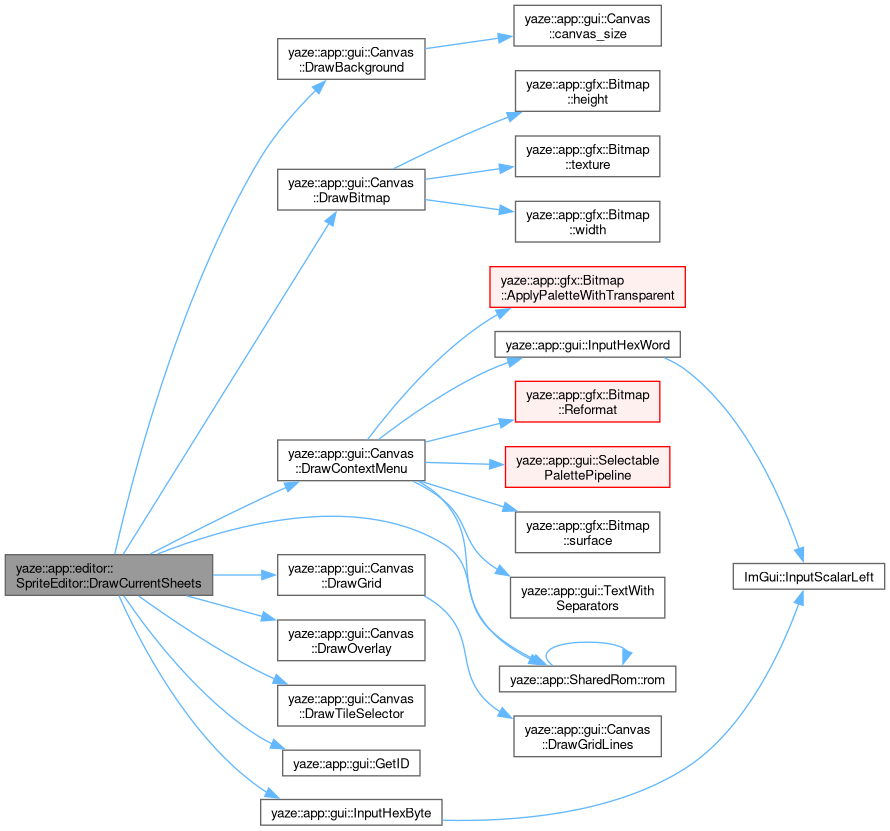 yaze::app::gui::Canvas
::canvas_size
yaze::app::gui::Canvas
::DrawBackground
yaze::app::gfx::Bitmap
::height
yaze::app::gfx::Bitmap
::texture
yaze::app::gui::Canvas
::DrawBitmap
yaze::app::gfx::Bitmap
::width
yaze::app::gfx::Bitmap
::ApplyPaletteWithTransparent
yaze::app::gui::InputHexWord
yaze::app::gfx::Bitmap
::Reformat
yaze::app::gui::Canvas
::DrawContextMenu
yaze::app::gui::Selectable
PalettePipeline
yaze::app::gfx::Bitmap
::surface
yaze::app::editor::
SpriteEditor::DrawCurrentSheets
yaze::app::gui::Canvas
::DrawGrid
ImGui::InputScalarLeft
yaze::app::gui::TextWith
Separators
yaze::app::gui::Canvas
::DrawOverlay
yaze::app::SharedRom::rom
yaze::app::gui::Canvas
::DrawTileSelector
yaze::app::gui::Canvas
::DrawGridLines
yaze::app::gui::GetID
yaze::app::gui::InputHexByte